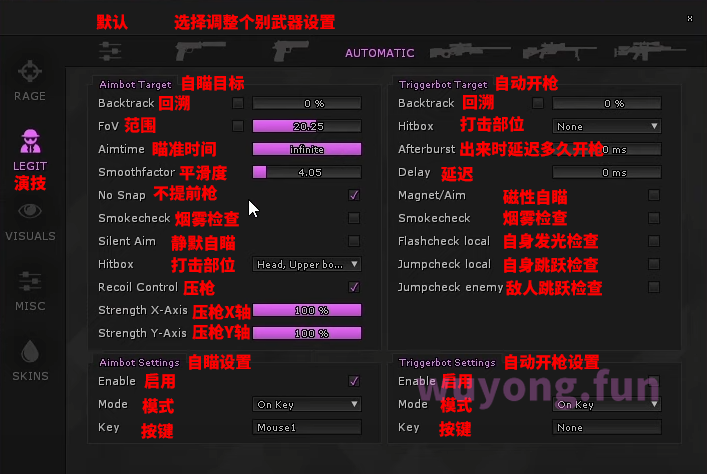 默认 选择调整个别武器设置 x
AUTOMATIC
RAGE
LEGIT
演技
VISUALS
MISC
SKINS
Aimbot Target 自瞄目标
Backtrack 回溯 0 %
FoV 范围 20.25
Aimtime 瞄准时间 infinite
Smoothfactor 平滑度 4.05
No Snap 不提前枪
Smokecheck 烟雾检查
Silent Aim 静默自瞄
Hitbox 打击部位 Head, Upper bo...
Recoil Control 压枪
Strength X-Axis 压枪X轴 100 %
Strength Y-Axis 压枪Y轴 100 %
Aimbot Settings 自瞄设置
Enable 启用
Mode 模式 On Key
Key 按键 Mouse1
Triggerbot Target 自动开枪
Backtrack 回溯 0 %
Hitbox 打击部位 None
Afterburst 出来时延迟多久开枪 0 ms
Delay 延迟 0 ms
Magnet/Aim 磁性自瞄
Smokecheck 烟雾检查
Flashcheck local 自身发光检查
Jumpcheck local 自身跳跃检查
Jumpcheck enemy 敌人跳跃检查
Triggerbot Settings 自动开枪设置
Enable 启用
Mode 模式 On Key
Key 按键 None
wuyong.fun